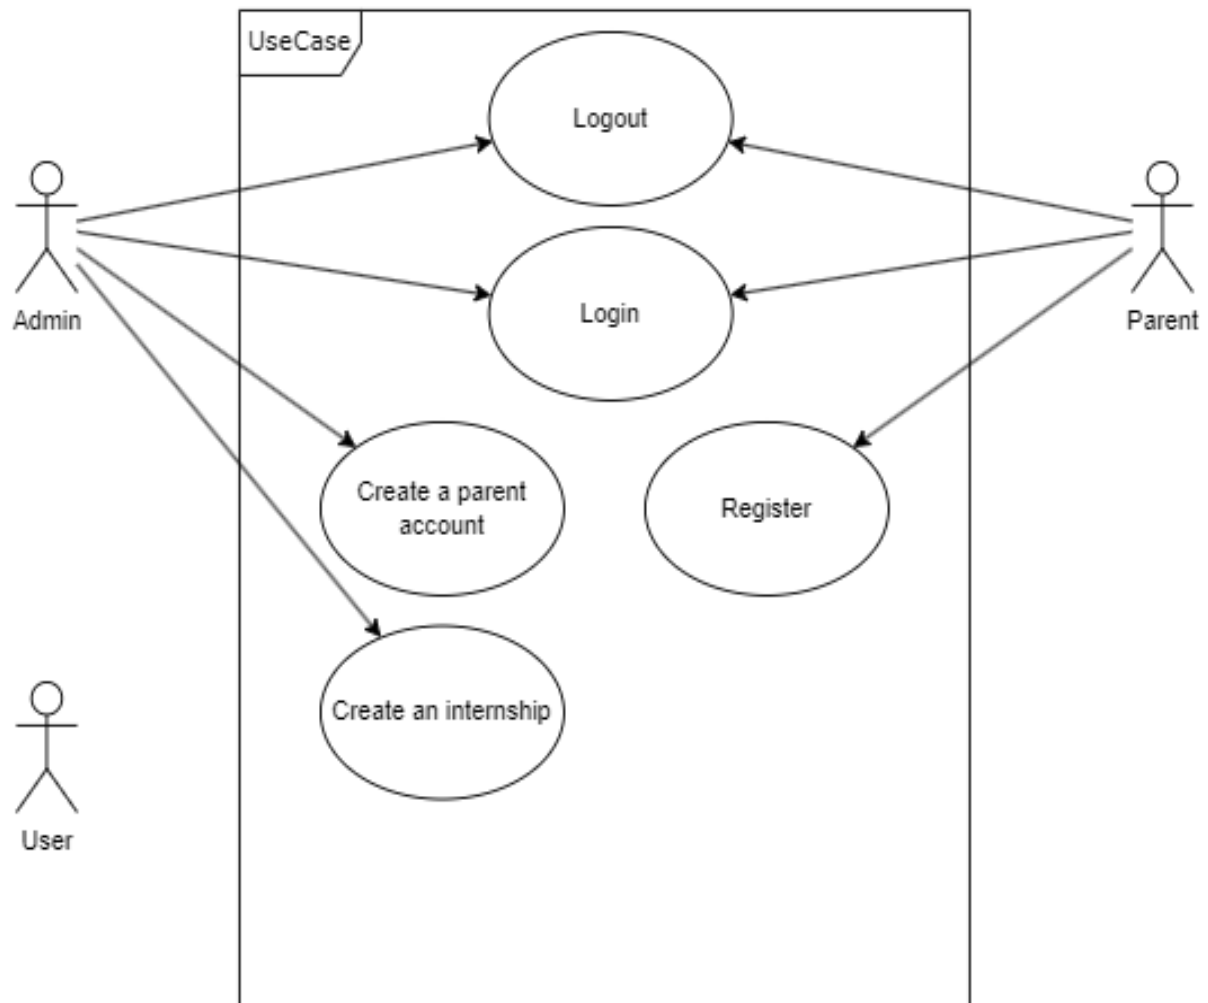 UseCase
Logout
Admin
Login
Parent
Create a parent
account
Register
Create an internship
User